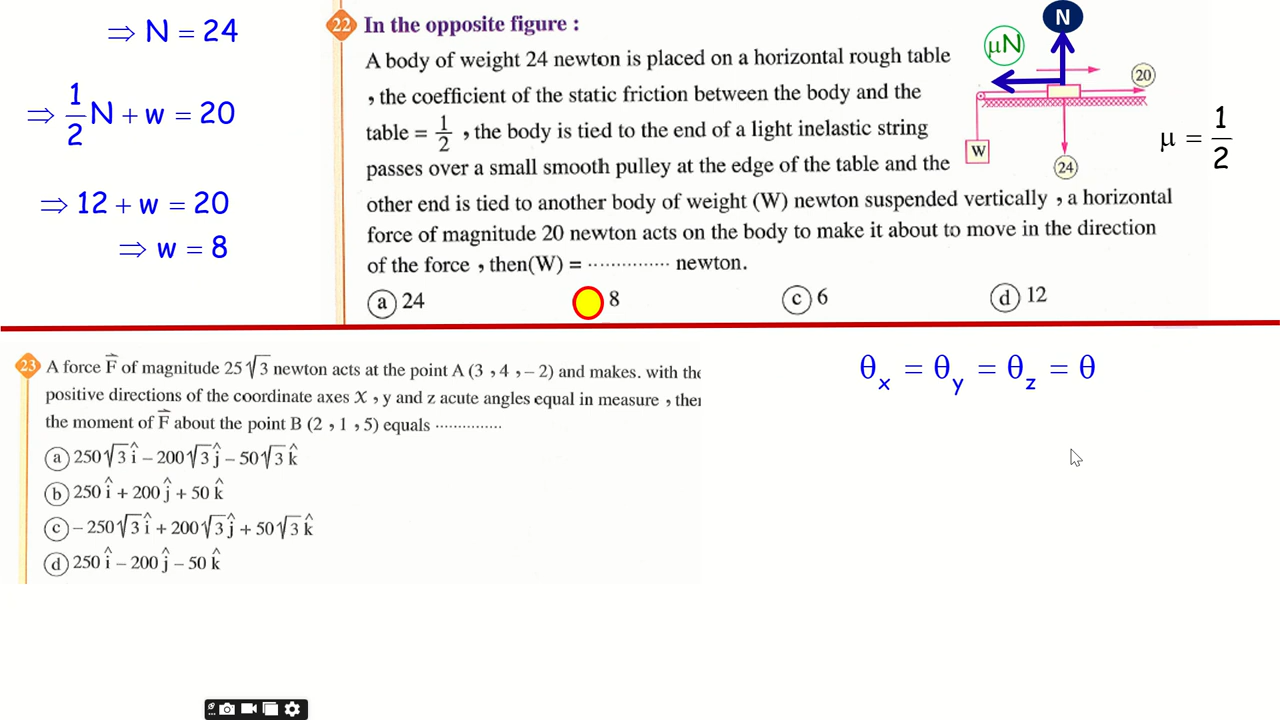 ⇒ N = 24
⇒ 1/2 N + w = 20
⇒ 12 + w = 20
⇒ w = 8
22 In the opposite figure :
A body of weight 24 newton is placed on a horizontal rough table
, the coefficient of the static friction between the body and the
table = 1/2 , the body is tied to the end of a light inelastic string
passes over a small smooth pulley at the edge of the table and the
other end is tied to another body of weight (W) newton suspended vertically , a horizontal
force of magnitude 20 newton acts on the body to make it about to move in the direction
of the force , then(W) = ·············· newton.
a 24
8
c 6
d 12
N
μN
20
W
24
μ = 1/2
23 A force F⃗ of magnitude 25√3 newton acts at the point A (3 , 4 , – 2) and makes. with the
positive directions of the coordinate axes X , y and z acute angles equal in measure , ther
the moment of F⃗ about the point B (2 , 1 , 5) equals ··············
a 250√3 î – 200√3 ĵ – 50√3 k̂
b 250 î + 200 ĵ + 50 k̂
c – 250√3 î + 200√3 ĵ + 50√3 k̂
d 250 î – 200 ĵ – 50 k̂
θx = θy = θz = θ